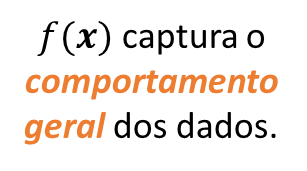 𝑓(𝒙) captura o
comportamento
geral dos dados.